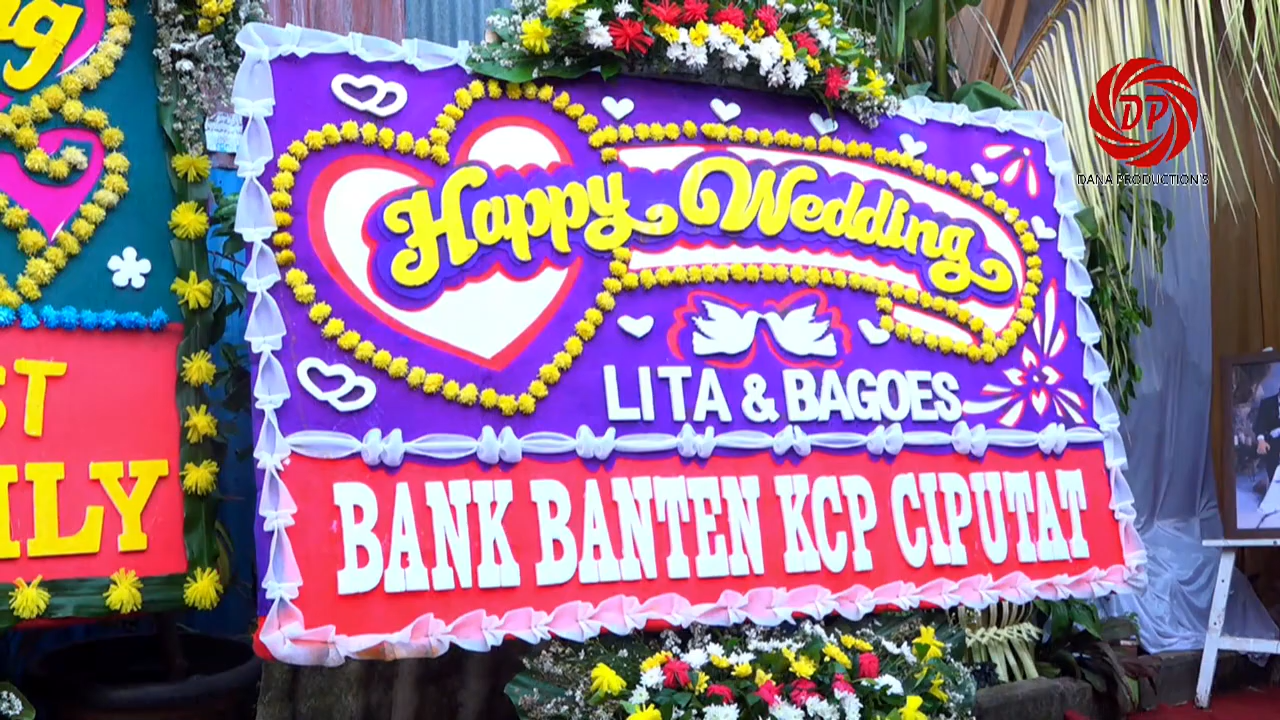 Happy Wedding
LITA & BAGOES
BANK BANTEN KCP CIPUTAT
DP
DANA PRODUCTION'S